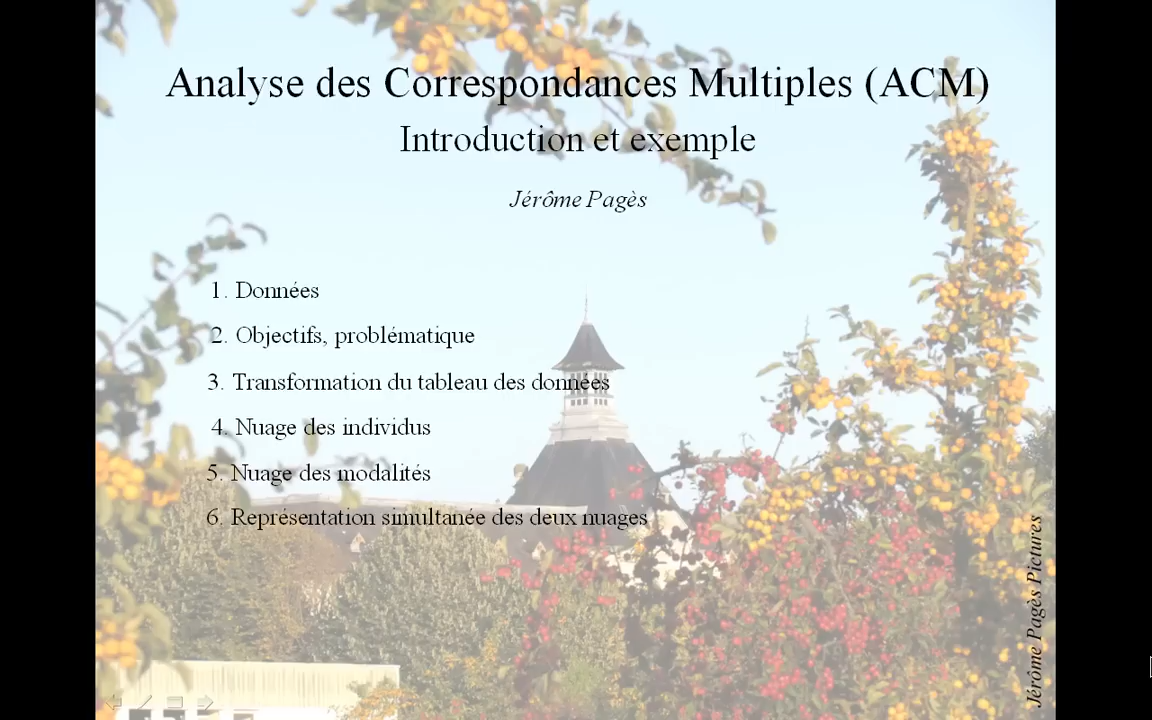 Analyse des Correspondances Multiples (ACM)
Introduction et exemple
Jérôme Pagès
1. Données
2. Objectifs, problématique
3. Transformation du tableau des données
4. Nuage des individus
5. Nuage des modalités
6. Représentation simultanée des deux nuages
Jérôme Pagès Pictures